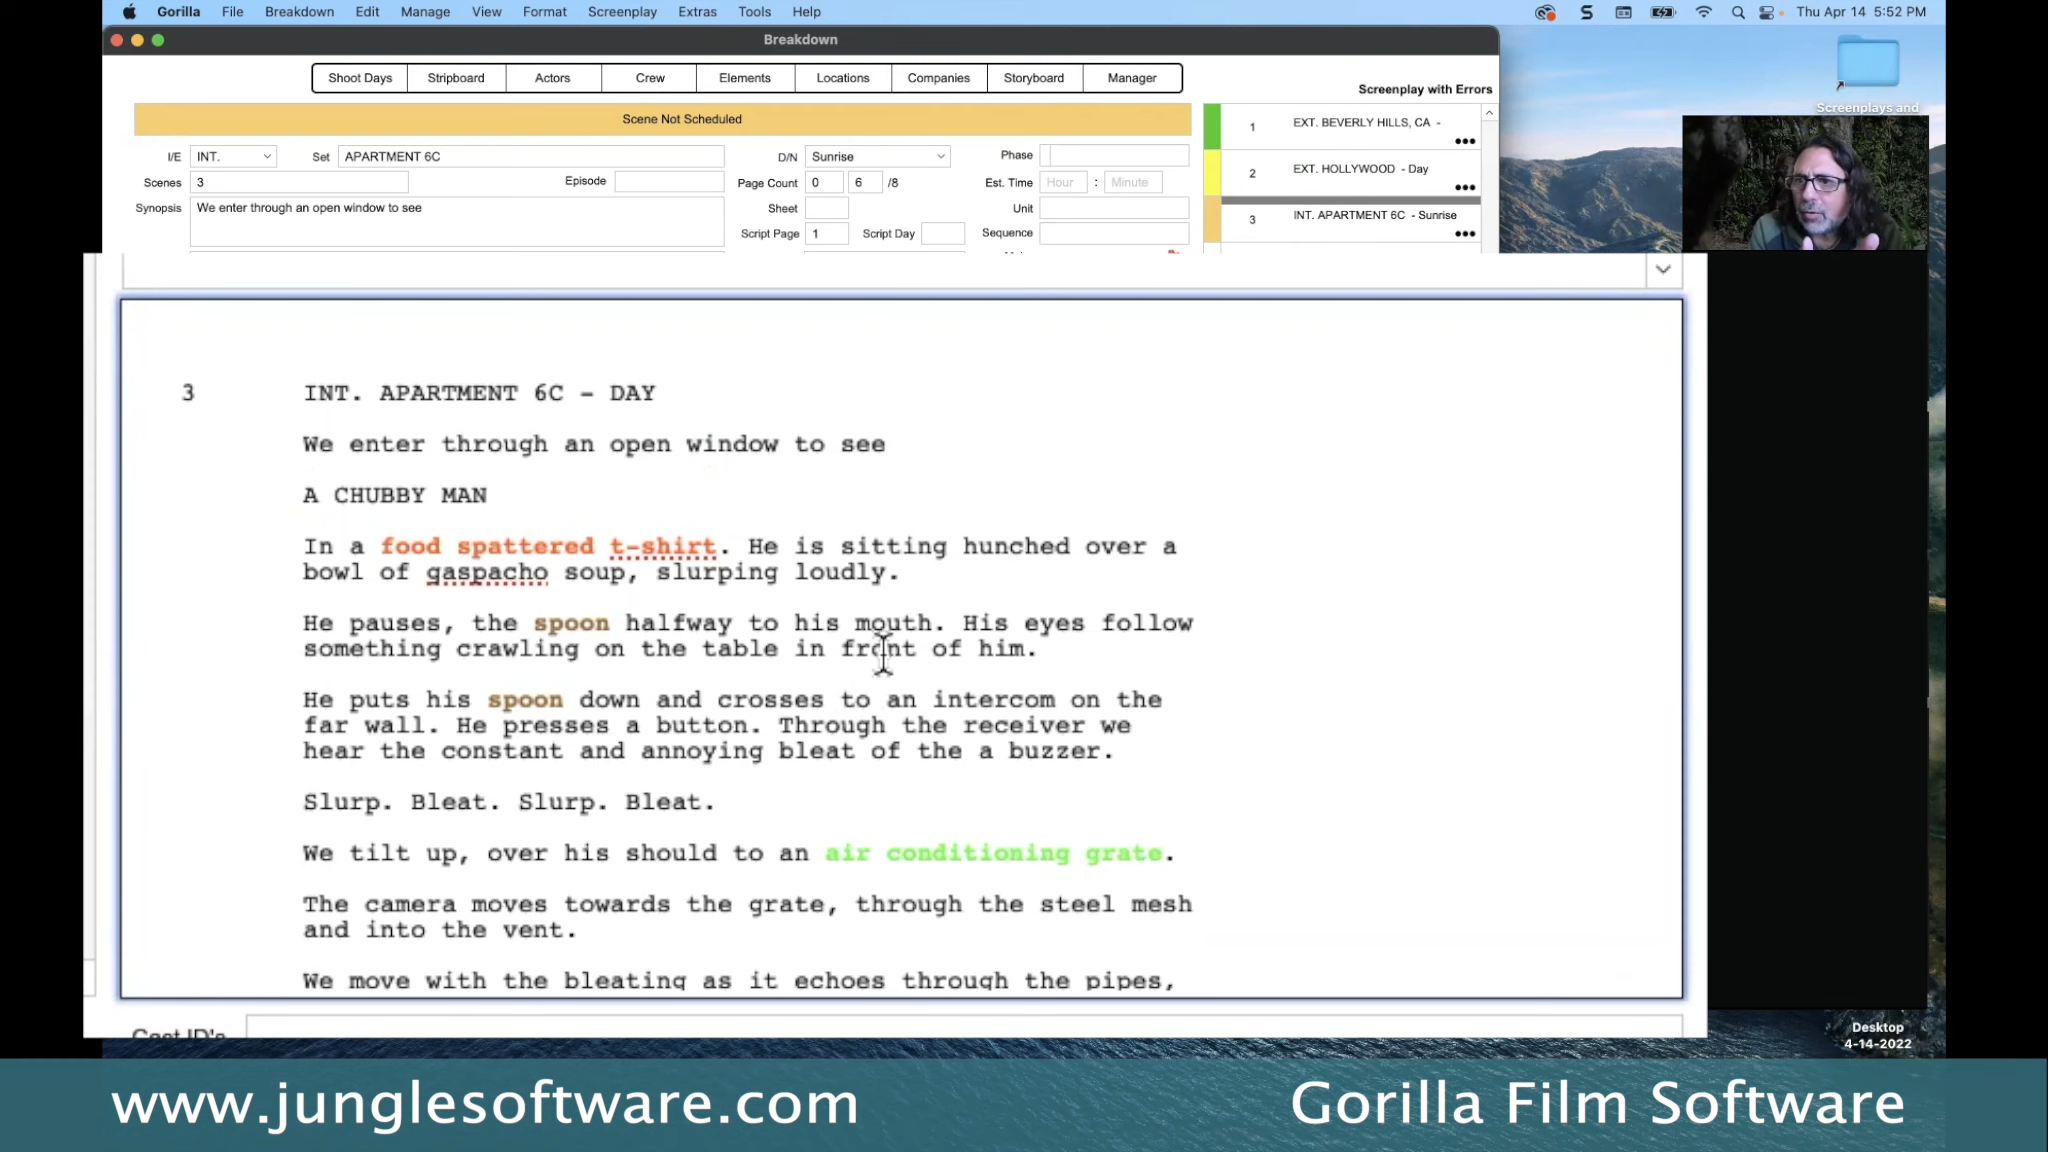 Gorilla File Breakdown Edit Manage View Format Screenplay Extras Tools Help
Thu Apr 14 5:52 PM
Breakdown
Shoot Days Stripboard Actors Crew Elements Locations Companies Storyboard Manager
Screenplay with Errors
Screenplays and
Scene Not Scheduled
1 EXT. BEVERLY HILLS, CA -
•••
2 EXT. HOLLYWOOD - Day
•••
3 INT. APARTMENT 6C - Sunrise
•••
I/E INT. Set APARTMENT 6C D/N Sunrise Phase
Scenes 3 Episode Page Count 0 6 /8 Est. Time Hour : Minute
Synopsis We enter through an open window to see Sheet Unit
Script Page 1 Script Day Sequence
3 INT. APARTMENT 6C - DAY
We enter through an open window to see
A CHUBBY MAN
In a food spattered t-shirt. He is sitting hunched over a
bowl of gaspacho soup, slurping loudly.
He pauses, the spoon halfway to his mouth. His eyes follow
something crawling on the table in front of him.
He puts his spoon down and crosses to an intercom on the
far wall. He presses a button. Through the receiver we
hear the constant and annoying bleat of the a buzzer.
Slurp. Bleat. Slurp. Bleat.
We tilt up, over his should to an air conditioning grate.
The camera moves towards the grate, through the steel mesh
and into the vent.
We move with the bleating as it echoes through the pipes,
Cast ID's
Desktop
4-14-2022
www.junglesoftware.com
Gorilla Film Software